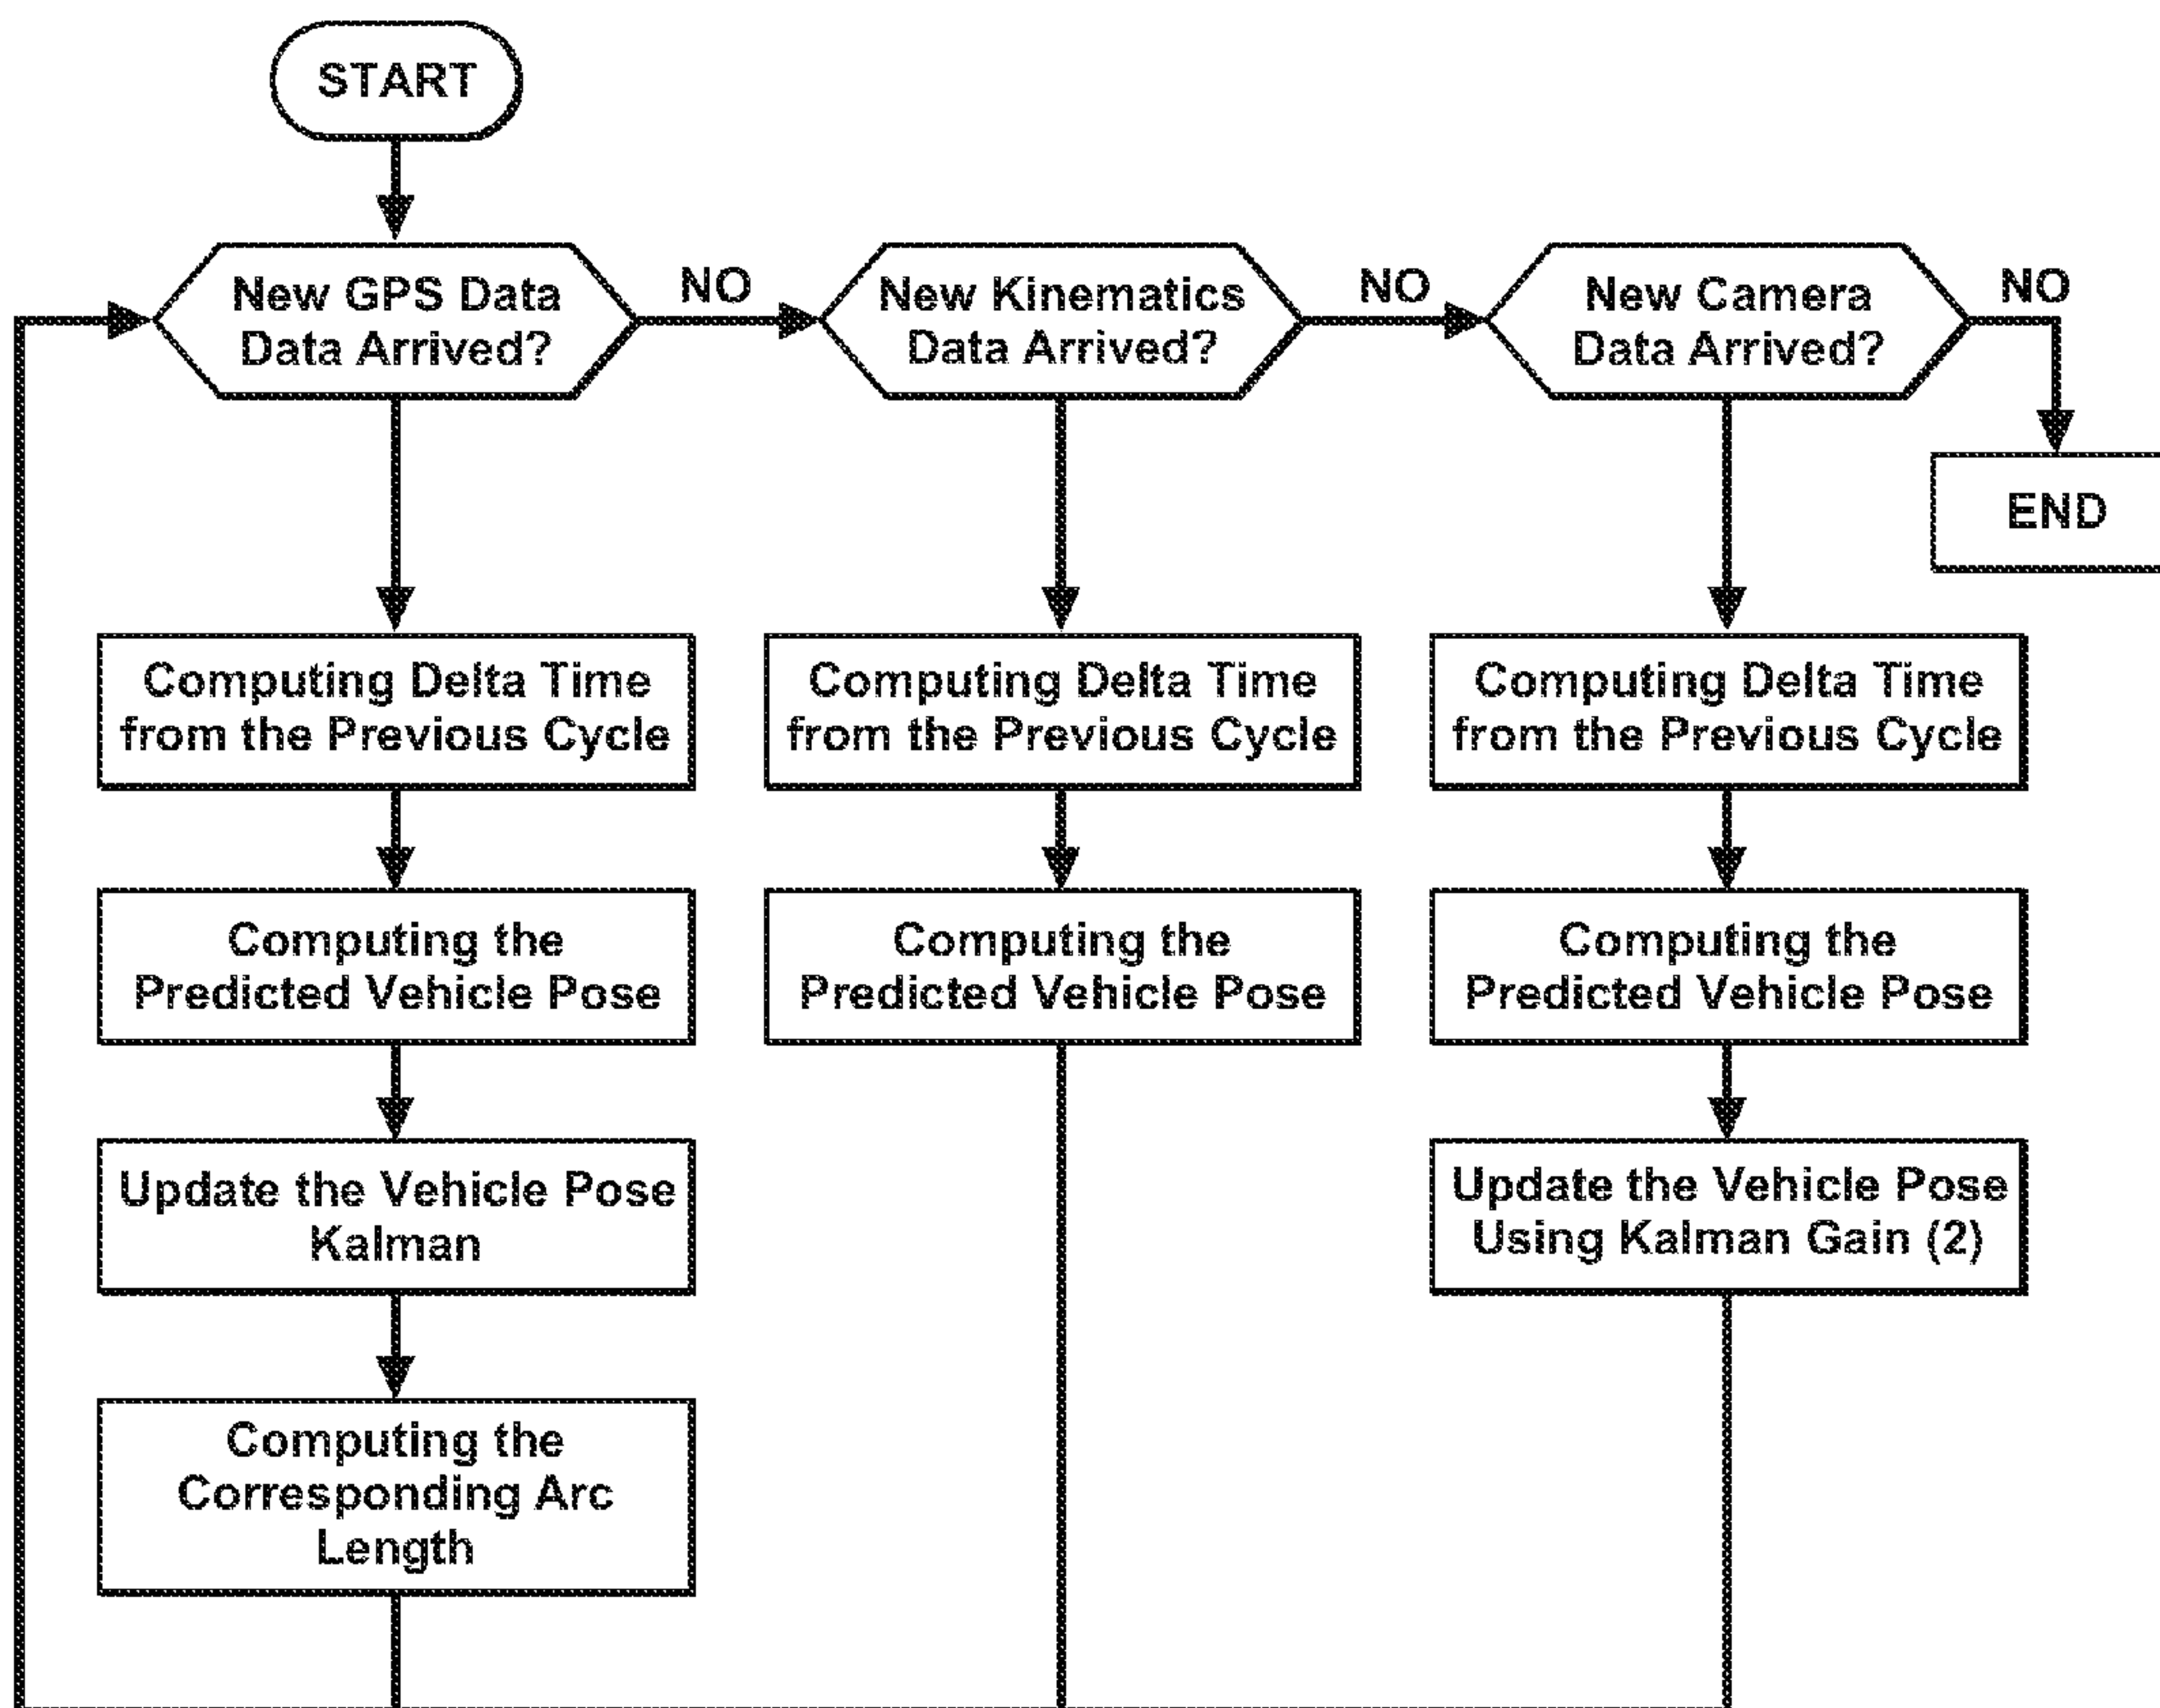 START
New GPS Data
Data Arrived?
NO
New Kinematics
Data Arrived?
NO
New Camera
Data Arrived?
NO
END
Computing Delta Time
from the Previous Cycle
Computing Delta Time
from the Previous Cycle
Computing Delta Time
from the Previous Cycle
Computing the
Predicted Vehicle Pose
Computing the
Predicted Vehicle Pose
Computing the
Predicted Vehicle Pose
Update the Vehicle Pose
Kalman
Update the Vehicle Pose
Using Kalman Gain (2)
Computing the
Corresponding Arc
Length